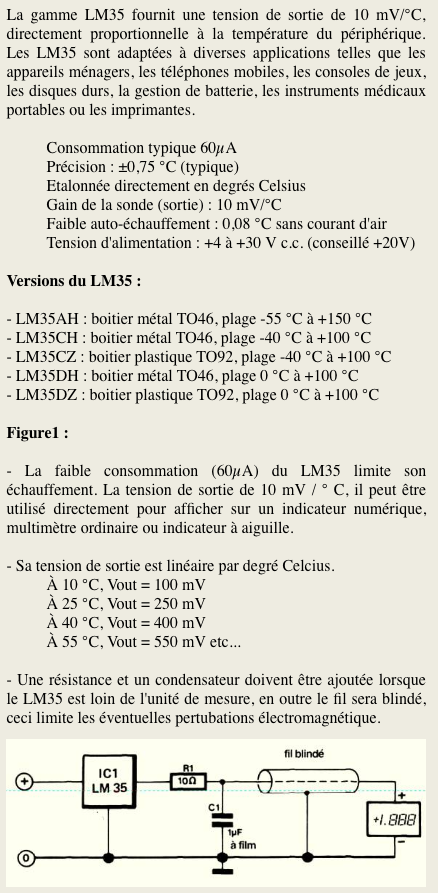 La gamme LM35 fournit une tension de sortie de 10 mV/°C,
directement proportionnelle à la température du périphérique.
Les LM35 sont adaptées à diverses applications telles que les
appareils ménagers, les téléphones mobiles, les consoles de jeux,
les disques durs, la gestion de batterie, les instruments médicaux
portables ou les imprimantes.
Consommation typique 60µA
Précision : ±0,75 °C (typique)
Etalonnée directement en degrés Celsius
Gain de la sonde (sortie) : 10 mV/°C
Faible auto-échauffement : 0,08 °C sans courant d'air
Tension d'alimentation : +4 à +30 V c.c. (conseillé +20V)
Versions du LM35 :
- LM35AH : boitier métal TO46, plage -55 °C à +150 °C
- LM35CH : boitier métal TO46, plage -40 °C à +100 °C
- LM35CZ : boitier plastique TO92, plage -40 °C à +100 °C
- LM35DH : boitier métal TO46, plage 0 °C à +100 °C
- LM35DZ : boitier plastique TO92, plage 0 °C à +100 °C
Figure1 :
- La faible consommation (60µA) du LM35 limite son
échauffement. La tension de sortie de 10 mV / ° C, il peut être
utilisé directement pour afficher sur un indicateur numérique,
multimètre ordinaire ou indicateur à aiguille.
- Sa tension de sortie est linéaire par degré Celcius.
À 10 °C, Vout = 100 mV
À 25 °C, Vout = 250 mV
À 40 °C, Vout = 400 mV
À 55 °C, Vout = 550 mV etc...
- Une résistance et un condensateur doivent être ajoutée lorsque
le LM35 est loin de l'unité de mesure, en outre le fil sera blindé,
ceci limite les éventuelles pertubations électromagnétique.
fil blindé
IC1
LM 35
R1
10Ω
+
+
+1.888
C1
1µF
à film
−
0